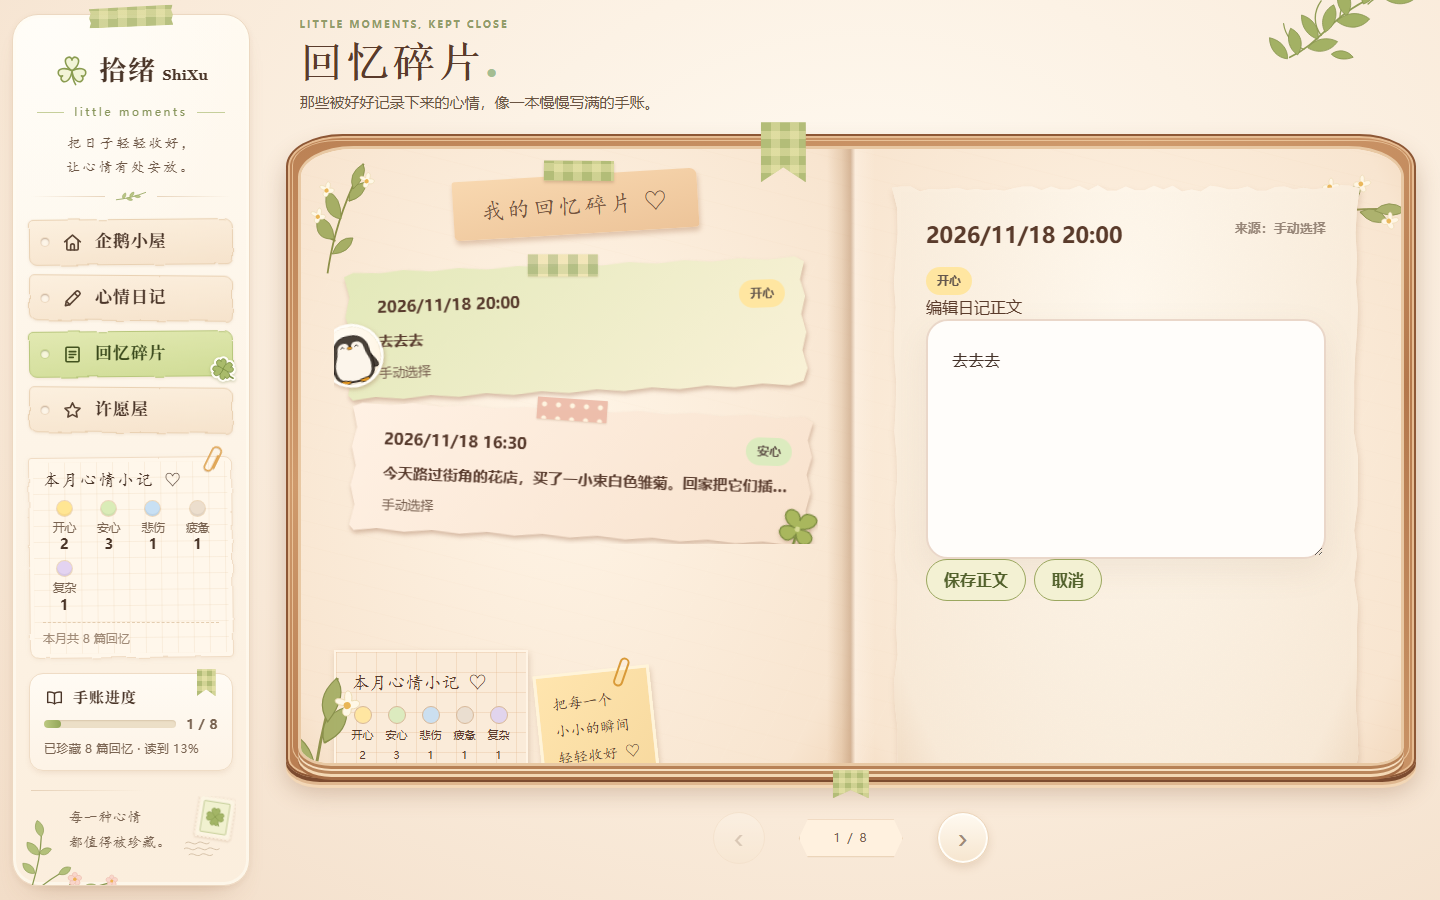 拾绪 ShiXu
little moments
把日子轻轻收好，
让心情有处安放。
企鹅小屋
心情日记
回忆碎片
许愿屋
本月心情小记 ♡
开心 安心 悲伤 疲惫
2 3 1 1
复杂
1
本月共 8 篇回忆
手账进度
1 / 8
已珍藏 8 篇回忆 · 读到 13%
每一种心情
都值得被珍藏。
LITTLE MOMENTS, KEPT CLOSE
回忆碎片.
那些被好好记录下来的心情，像一本慢慢写满的手账。
我的回忆碎片 ♡
2026/11/18 20:00
开心
去去去
手动选择
2026/11/18 16:30
安心
今天路过街角的花店，买了一小束白色雏菊。回家把它们插...
手动选择
本月心情小记 ♡
开心 安心 悲伤 疲惫 复杂
2 3 1 1 1
把每一个
小小的瞬间
轻轻收好 ♡
2026/11/18 20:00
来源：手动选择
开心
编辑日记正文
去去去
保存正文
取消
‹
1 / 8
›